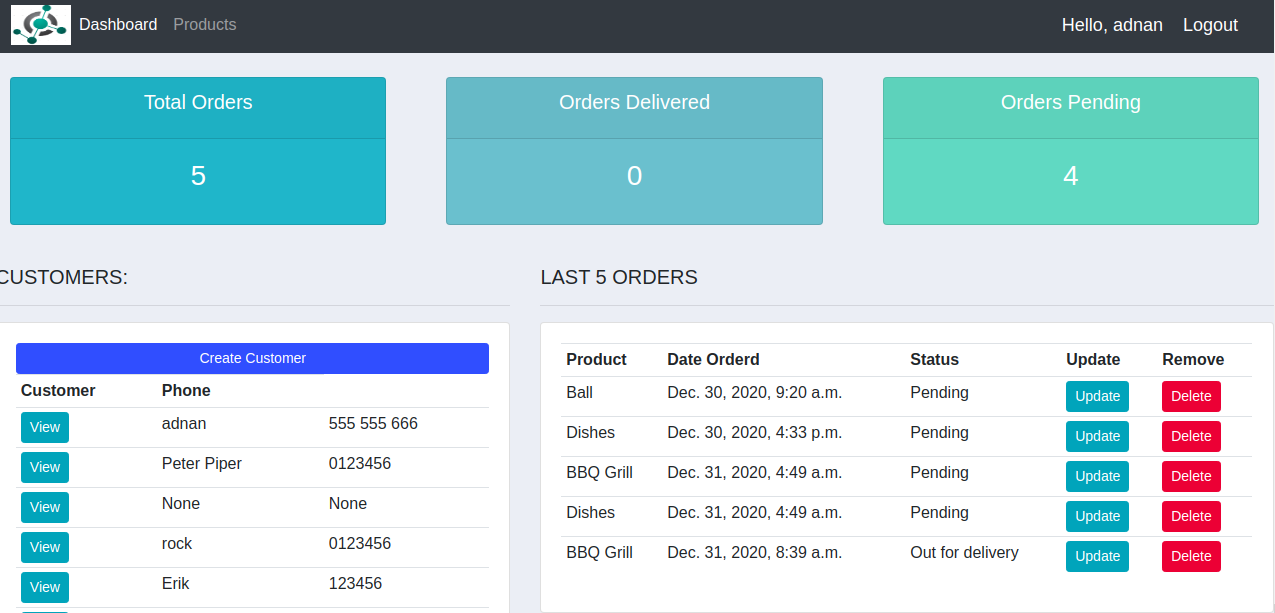 Dashboard Products Hello, adnan Logout
Total Orders Orders Delivered Orders Pending
5 0 4
CUSTOMERS:
LAST 5 ORDERS
Create Customer
Customer Phone
View adnan 555 555 666
View Peter Piper 0123456
View None None
View rock 0123456
View Erik 123456
Product Date Orderd Status Update Remove
Ball Dec. 30, 2020, 9:20 a.m. Pending Update Delete
Dishes Dec. 30, 2020, 4:33 p.m. Pending Update Delete
BBQ Grill Dec. 31, 2020, 4:49 a.m. Pending Update Delete
Dishes Dec. 31, 2020, 4:49 a.m. Pending Update Delete
BBQ Grill Dec. 31, 2020, 8:39 a.m. Out for delivery Update Delete